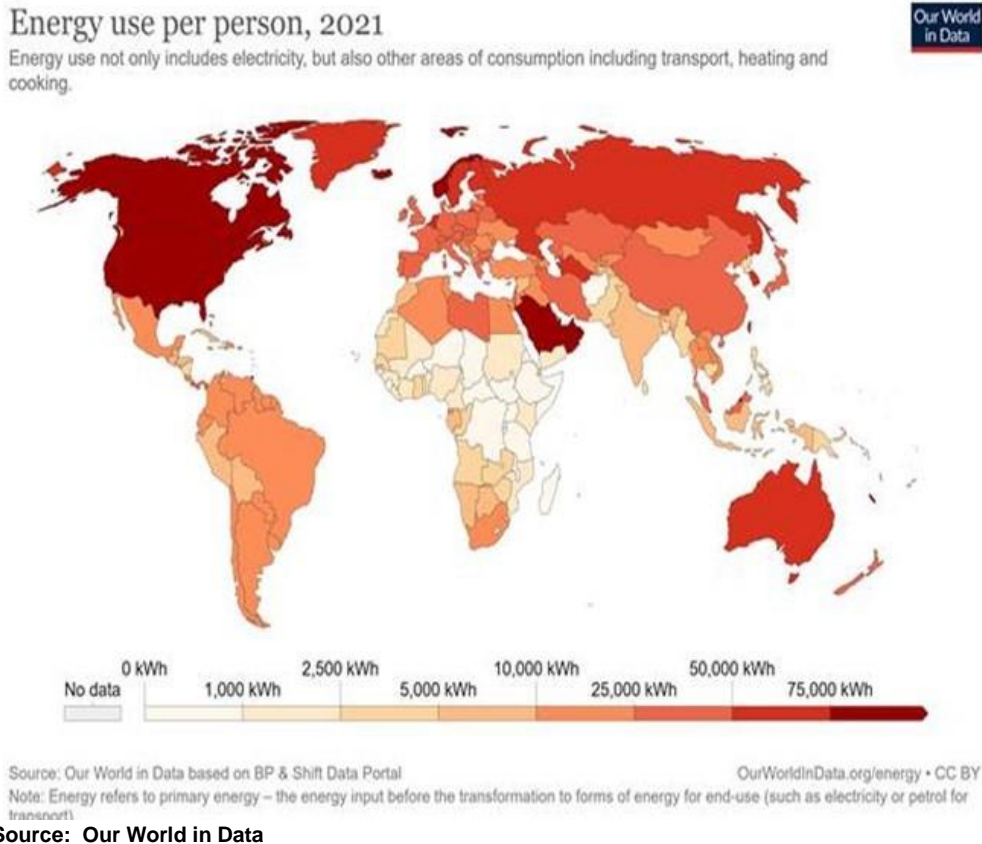 Energy use per person, 2021
Our World
in Data
Energy use not only includes electricity, but also other areas of consumption including transport, heating and
cooking.
0 kWh
2,500 kWh
10,000 kWh
50,000 kWh
No data
1,000 kWh
5,000 kWh
25,000 kWh
75,000 kWh
Source: Our World in Data based on BP & Shift Data Portal
OurWorldInData.org/energy • CC BY
Note: Energy refers to primary energy – the energy input before the transformation to forms of energy for end-use (such as electricity or petrol for
transport).
Source: Our World in Data